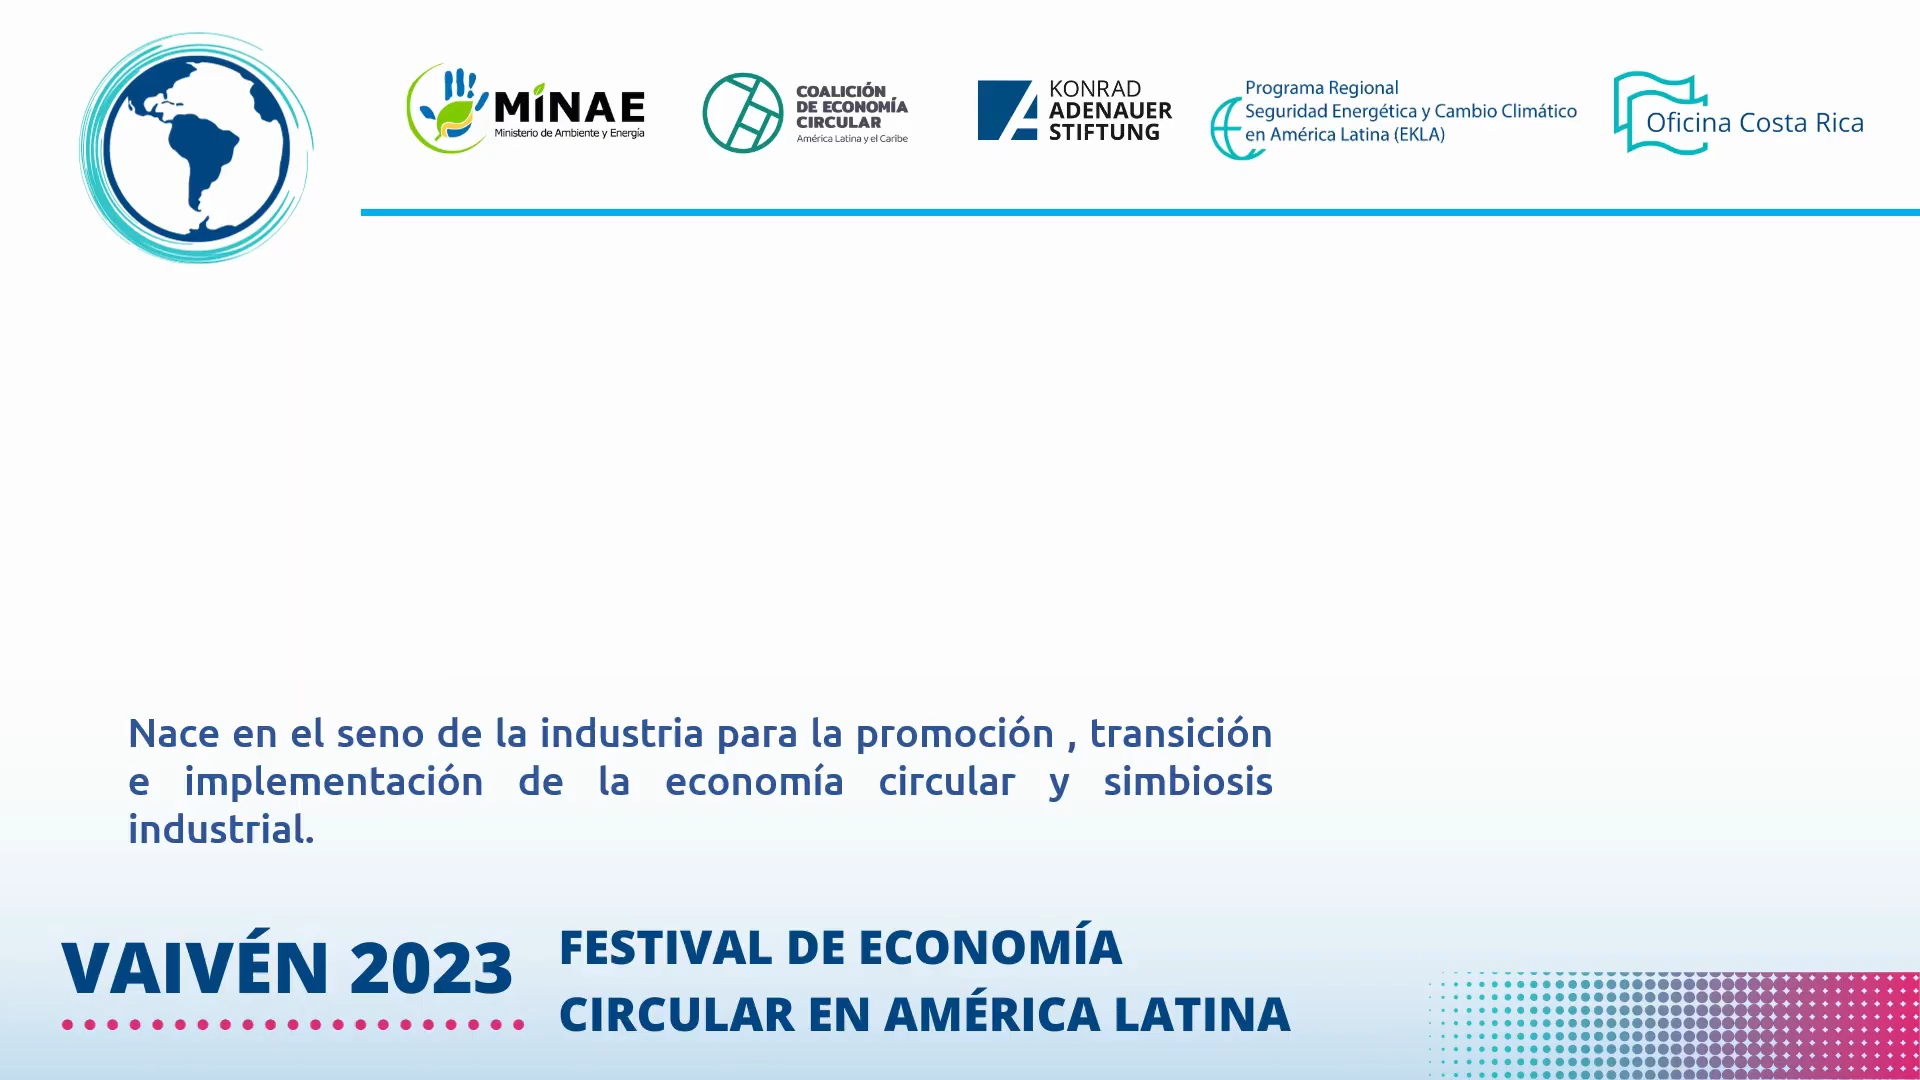 MiNAE
Ministerio de Ambiente y Energía
COALICIÓN
DE ECONOMÍA
CIRCULAR
América Latina y el Caribe
KONRAD
ADENAUER
STIFTUNG
Programa Regional
Seguridad Energética y Cambio Climático
en América Latina (EKLA)
Oficina Costa Rica
Nace en el seno de la industria para la promoción , transición
e implementación de la economía circular y simbiosis
industrial.
VAIVÉN 2023
FESTIVAL DE ECONOMÍA
CIRCULAR EN AMÉRICA LATINA